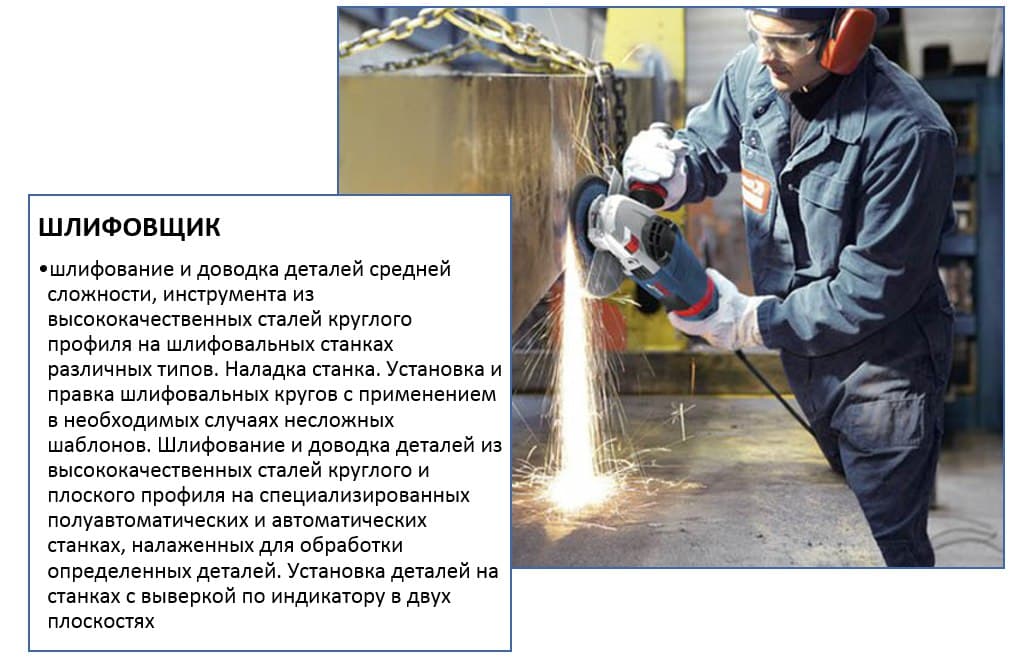 ШЛИФОВЩИК
•шлифование и доводка деталей средней
сложности, инструмента из
высококачественных сталей круглого
профиля на шлифовальных станках
различных типов. Наладка станка. Установка и
правка шлифовальных кругов с применением
в необходимых случаях несложных
шаблонов. Шлифование и доводка деталей из
высококачественных сталей круглого и
плоского профиля на специализированных
полуавтоматических и автоматических
станках, налаженных для обработки
определенных деталей. Установка деталей на
станках с выверкой по индикатору в двух
плоскостях